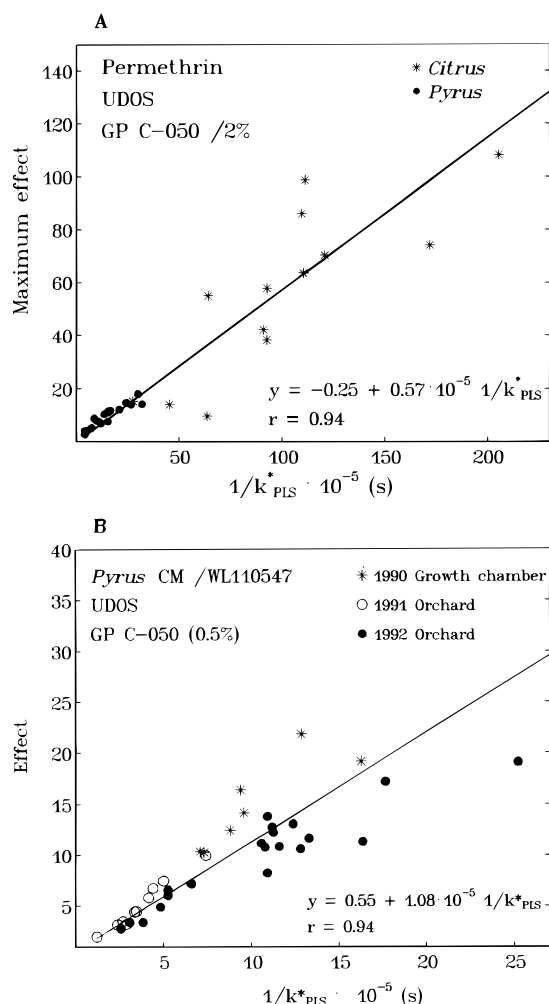 A
Permethrin
UDOS
GP C-050 /2%
* Citrus
● Pyrus
Maximum effect
140
120
100
80
60
40
20
y = −0.25 + 0.57 · 10⁻⁵ 1/k*PLS
r = 0.94
50
100
150
200
1/k*PLS · 10⁻⁵ (s)
B
Pyrus CM /WL110547
UDOS
GP C-050 (0.5%)
* 1990 Growth chamber
○ 1991 Orchard
● 1992 Orchard
Effect
40
35
30
25
20
15
10
5
y = 0.55 + 1.08 · 10⁻⁵ 1/k*PLS
r = 0.94
5
10
15
20
25
1/k*PLS · 10⁻⁵ (s)